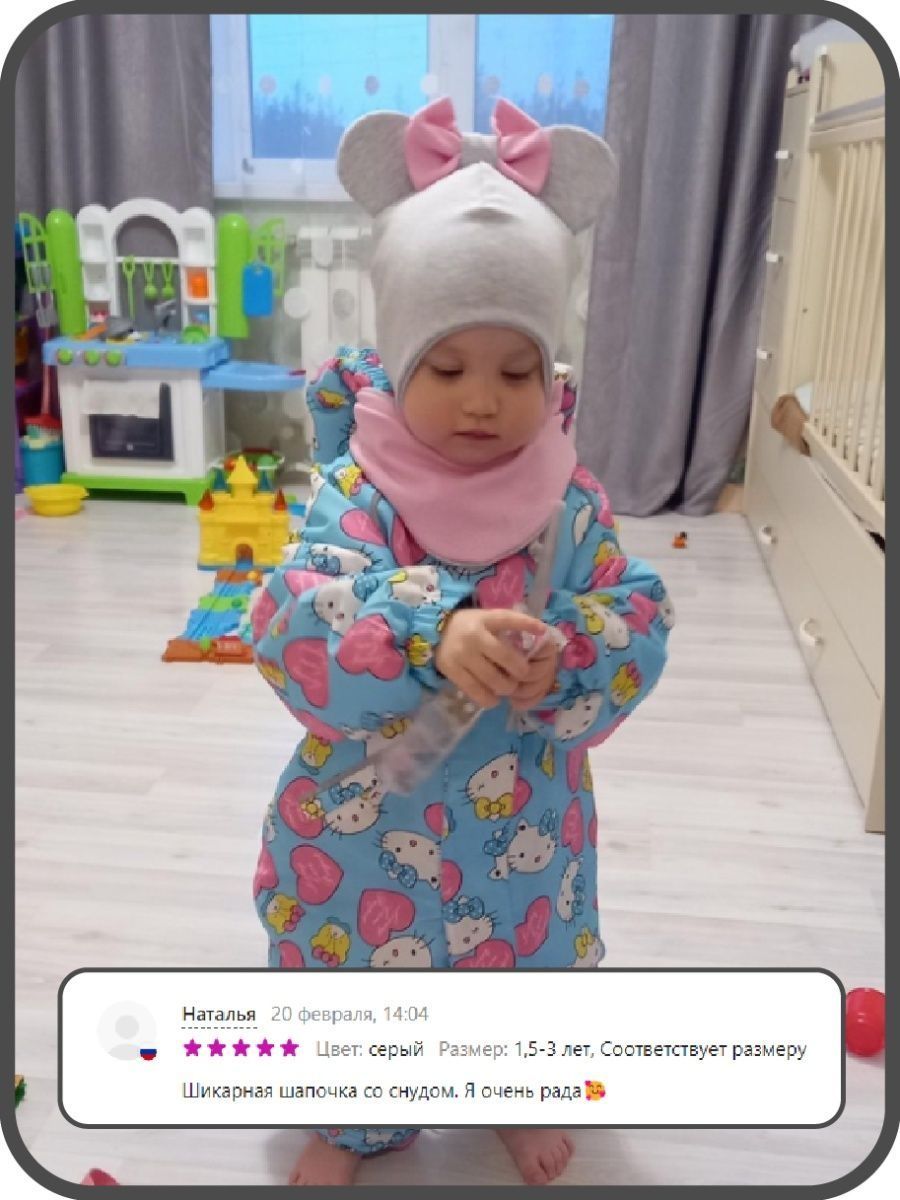 Наталья 20 февраля, 14:04
Цвет: серый Размер: 1,5-3 лет, Соответствует размеру
Шикарная шапочка со снудом. Я очень рада🥰